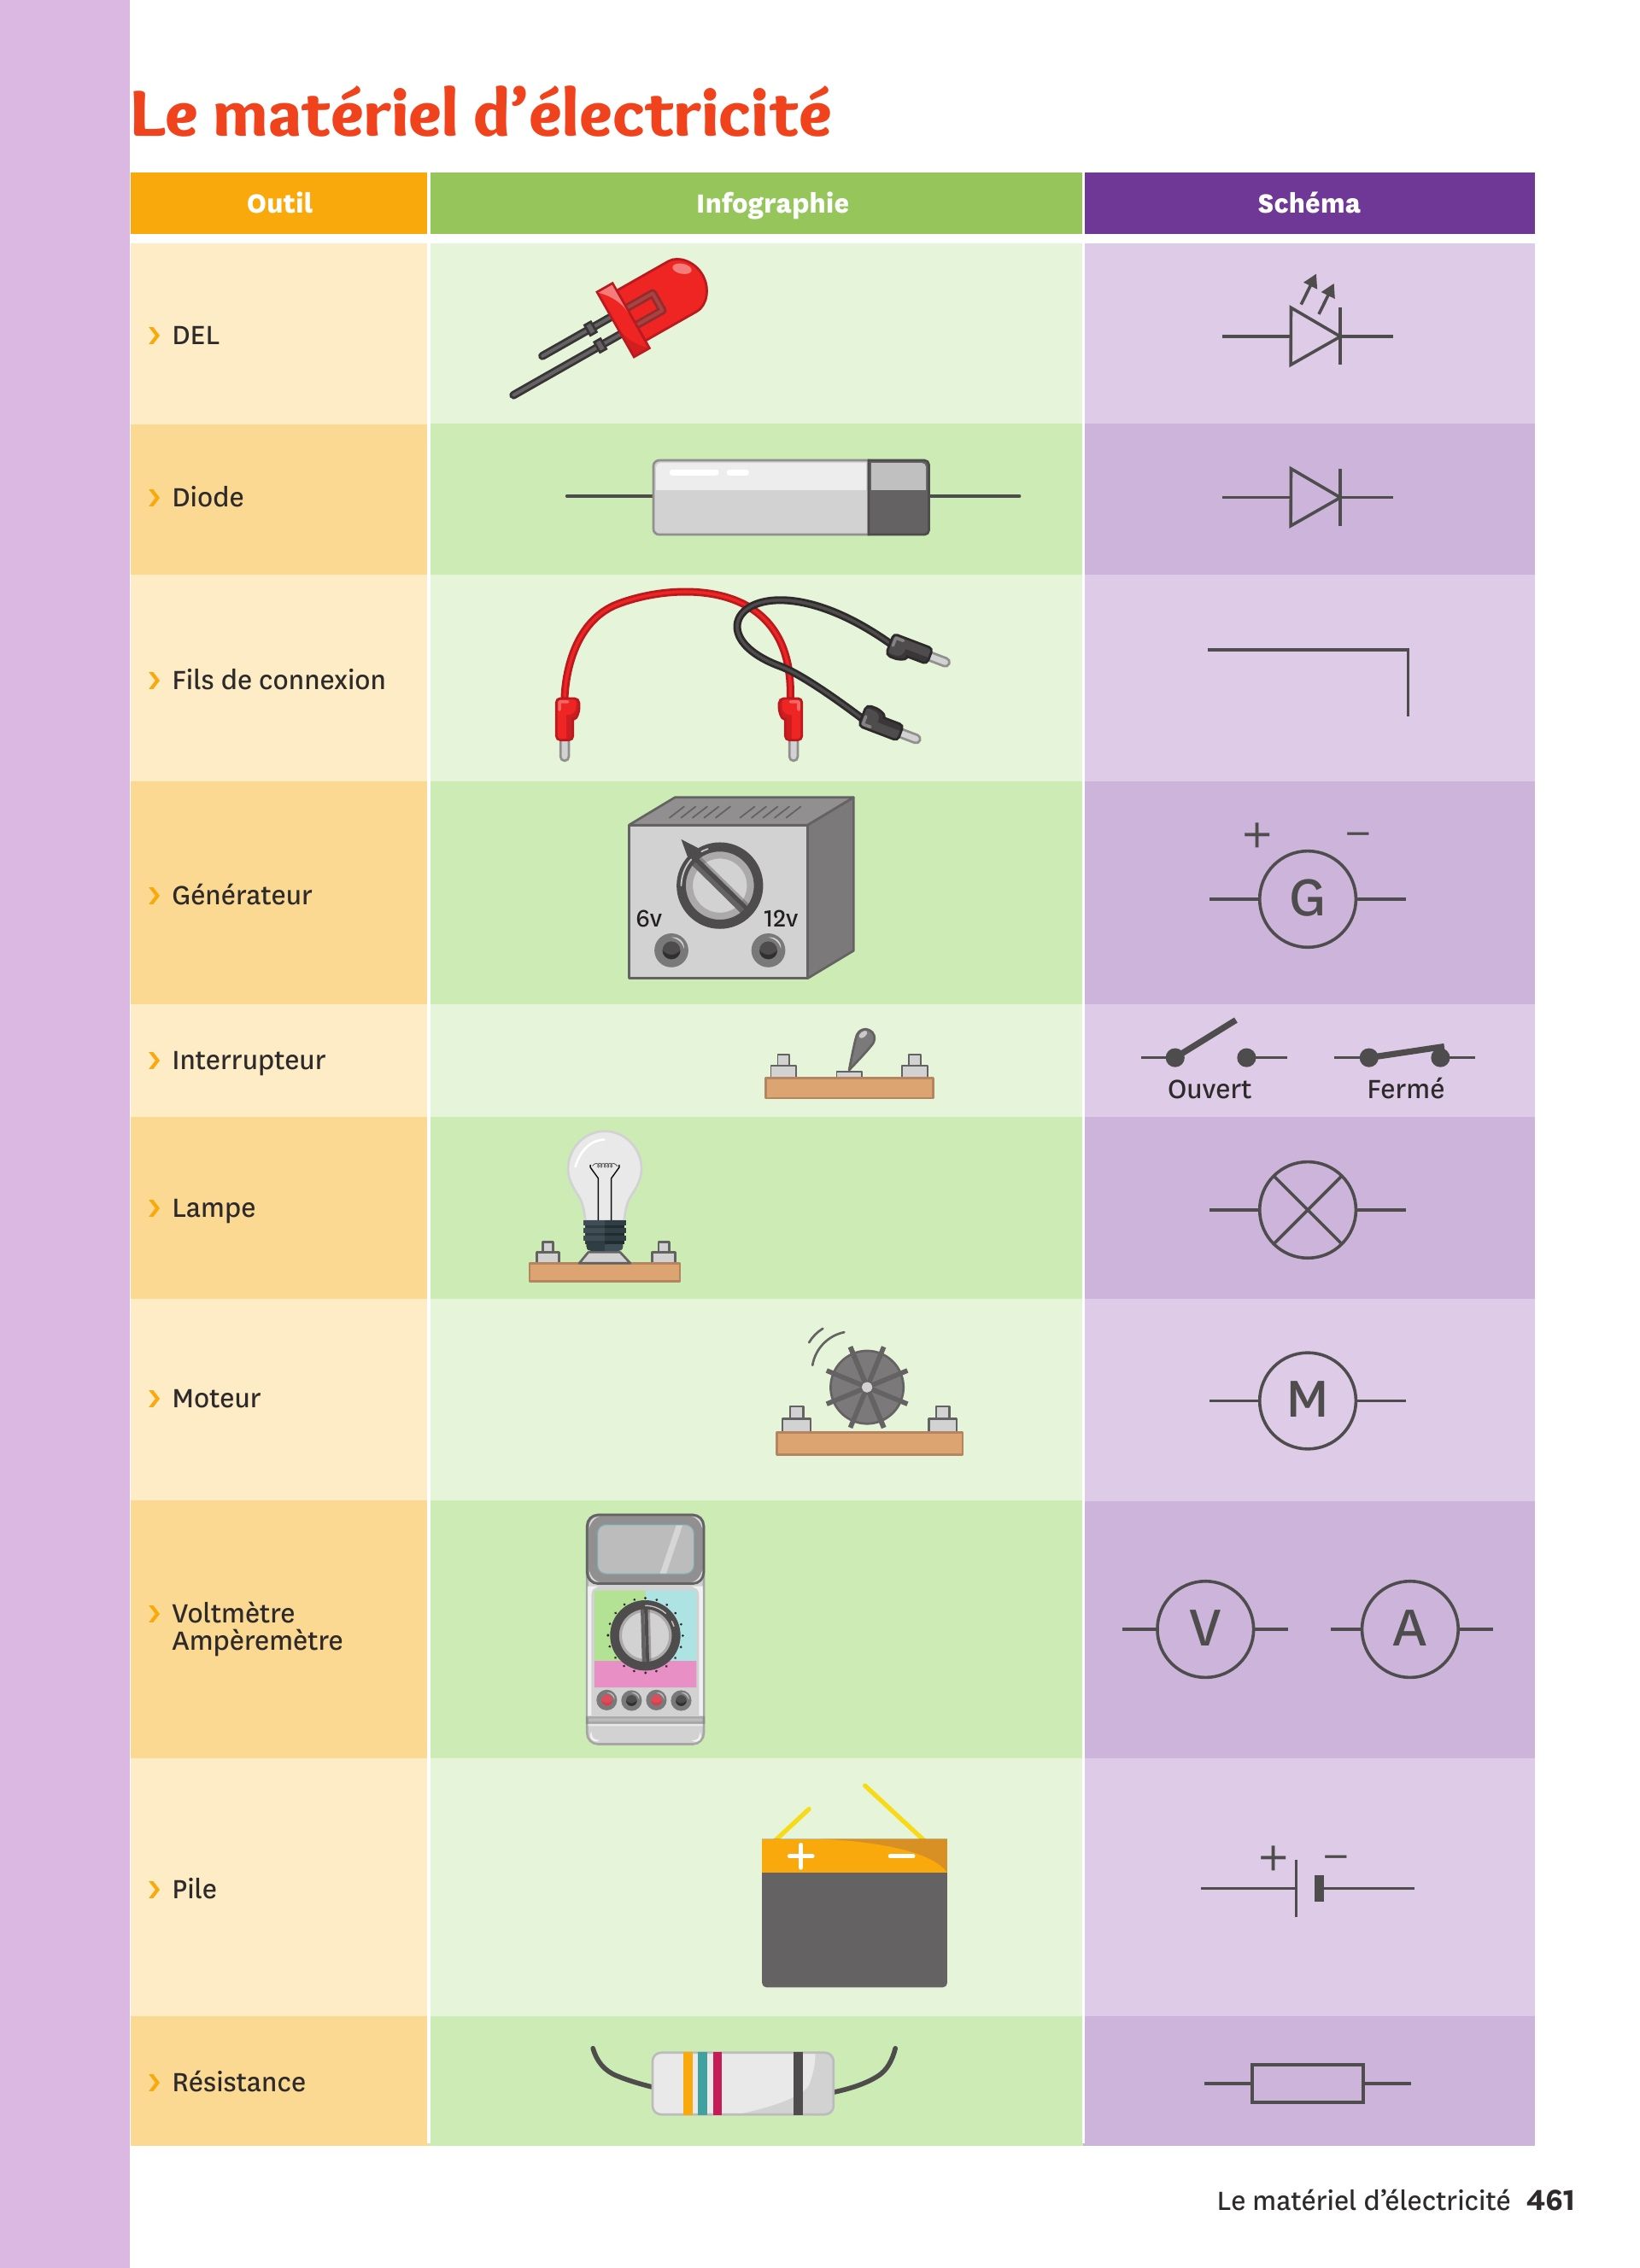 Le matériel d’électricité
Outil Infographie Schéma
› DEL
› Diode
› Fils de connexion
› Générateur
6v 12v
+ −
G
› Interrupteur
Ouvert Fermé
› Lampe
› Moteur
M
› Voltmètre
Ampèremètre
V A
› Pile
+ −
+ −
› Résistance
Le matériel d’électricité 461